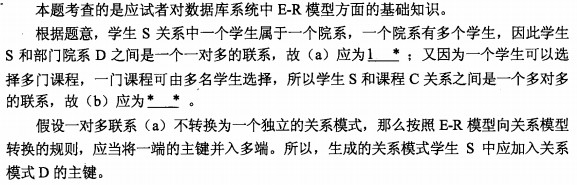 本题考查的是应试者对数据库系统中 E-R 模型方面的基础知识。
根据题意，学生 S 关系中一个学生属于一个院系，一个院系有多个学生，因此学生
S 和部门院系 D 之间是一个一对多的联系，故（a）应为1 *；又因为一个学生可以选
择多门课程，一门课程可由多名学生选择，所以学生 S 和课程 C 关系之间是一个多对多
的联系，故（b）应为* *。
假设一对多联系（a）不转换为一个独立的关系模式，那么按照 E-R 模型向关系模型
转换的规则，应当将一端的主键并入多端。所以，生成的关系模式学生 S 中应加入关系
模式 D 的主键。